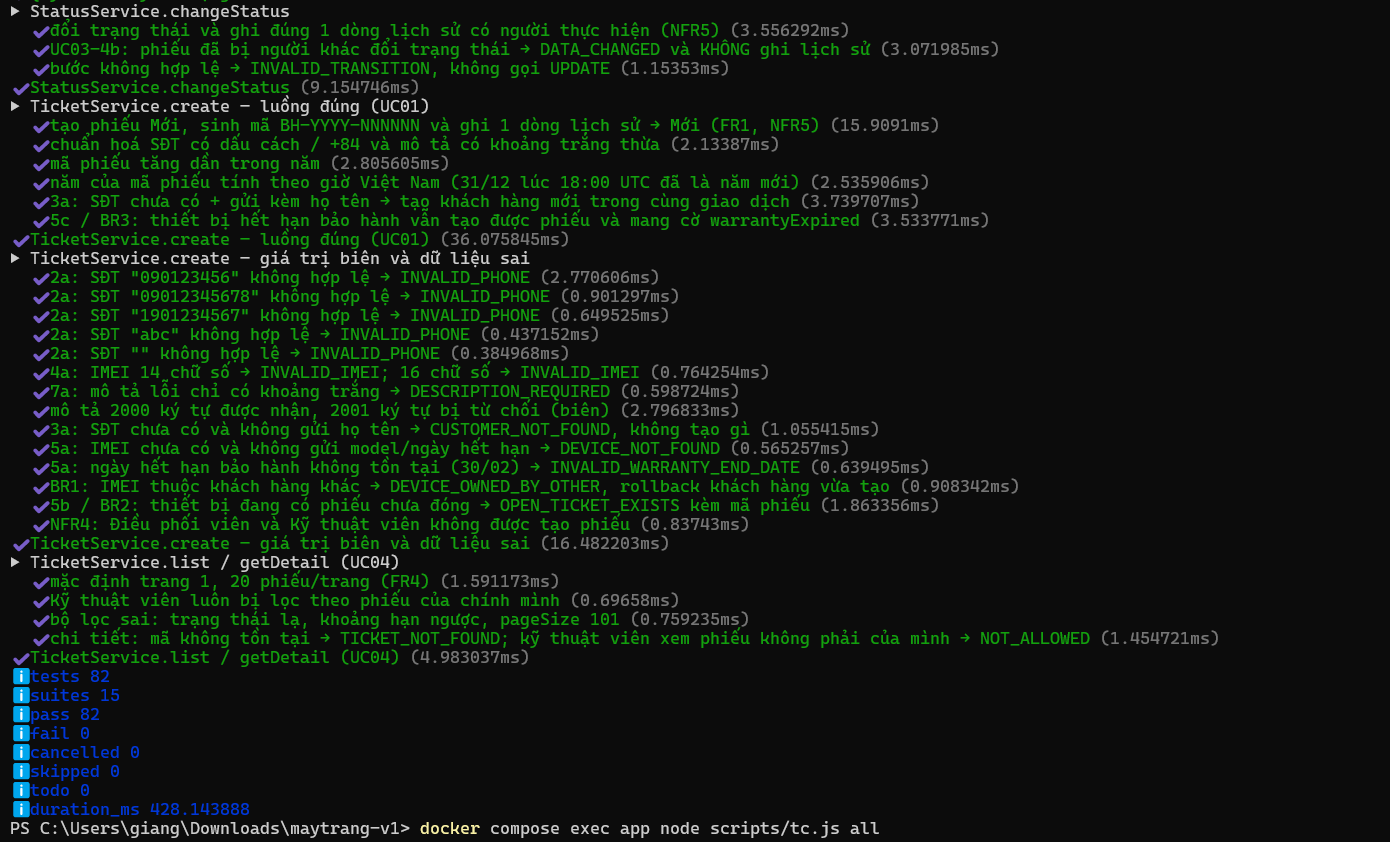 ▶ StatusService.changeStatus
✔đổi trạng thái và ghi đúng 1 dòng lịch sử có người thực hiện (NFR5) (3.556292ms)
✔UC03-4b: phiếu đã bị người khác đổi trạng thái → DATA_CHANGED và KHÔNG ghi lịch sử (3.071985ms)
✔bước không hợp lệ → INVALID_TRANSITION, không gọi UPDATE (1.15353ms)
✔StatusService.changeStatus (9.154746ms)
▶ TicketService.create — luồng đúng (UC01)
✔tạo phiếu Mới, sinh mã BH-YYYY-NNNNNN và ghi 1 dòng lịch sử → Mới (FR1, NFR5) (15.9091ms)
✔chuẩn hoá SĐT có dấu cách / +84 và mô tả có khoảng trắng thừa (2.13387ms)
✔mã phiếu tăng dần trong năm (2.805605ms)
✔năm của mã phiếu tính theo giờ Việt Nam (31/12 lúc 18:00 UTC đã là năm mới) (2.535906ms)
✔3a: SĐT chưa có + gửi kèm họ tên → tạo khách hàng mới trong cùng giao dịch (3.739707ms)
✔5c / BR3: thiết bị hết hạn bảo hành vẫn tạo được phiếu và mang cờ warrantyExpired (3.533771ms)
✔TicketService.create — luồng đúng (UC01) (36.075845ms)
▶ TicketService.create — giá trị biên và dữ liệu sai
✔2a: SĐT "090123456" không hợp lệ → INVALID_PHONE (2.770606ms)
✔2a: SĐT "09012345678" không hợp lệ → INVALID_PHONE (0.901297ms)
✔2a: SĐT "1901234567" không hợp lệ → INVALID_PHONE (0.649525ms)
✔2a: SĐT "abc" không hợp lệ → INVALID_PHONE (0.437152ms)
✔2a: SĐT "" không hợp lệ → INVALID_PHONE (0.384968ms)
✔4a: IMEI 14 chữ số → INVALID_IMEI; 16 chữ số → INVALID_IMEI (0.764254ms)
✔7a: mô tả lỗi chỉ có khoảng trắng → DESCRIPTION_REQUIRED (0.598724ms)
✔mô tả 2000 ký tự được nhận, 2001 ký tự bị từ chối (biên) (2.796833ms)
✔3a: SĐT chưa có và không gửi họ tên → CUSTOMER_NOT_FOUND, không tạo gì (1.055415ms)
✔5a: IMEI chưa có và không gửi model/ngày hết hạn → DEVICE_NOT_FOUND (0.565257ms)
✔5a: ngày hết hạn bảo hành không tồn tại (30/02) → INVALID_WARRANTY_END_DATE (0.639495ms)
✔BR1: IMEI thuộc khách hàng khác → DEVICE_OWNED_BY_OTHER, rollback khách hàng vừa tạo (0.908342ms)
✔5b / BR2: thiết bị đang có phiếu chưa đóng → OPEN_TICKET_EXISTS kèm mã phiếu (1.863356ms)
✔NFR4: Điều phối viên và Kỹ thuật viên không được tạo phiếu (0.83743ms)
✔TicketService.create — giá trị biên và dữ liệu sai (16.482203ms)
▶ TicketService.list / getDetail (UC04)
✔mặc định trang 1, 20 phiếu/trang (FR4) (1.591173ms)
✔Kỹ thuật viên luôn bị lọc theo phiếu của chính mình (0.69658ms)
✔bộ lọc sai: trạng thái lạ, khoảng hạn ngược, pageSize 101 (0.759235ms)
✔chi tiết: mã không tồn tại → TICKET_NOT_FOUND; kỹ thuật viên xem phiếu không phải của mình → NOT_ALLOWED (1.454721ms)
✔TicketService.list / getDetail (UC04) (4.983037ms)
ℹtests 82
ℹsuites 15
ℹpass 82
ℹfail 0
ℹcancelled 0
ℹskipped 0
ℹtodo 0
ℹduration_ms 428.143888
PS C:\Users\giang\Downloads\maytrang-v1> docker compose exec app node scripts/tc.js all